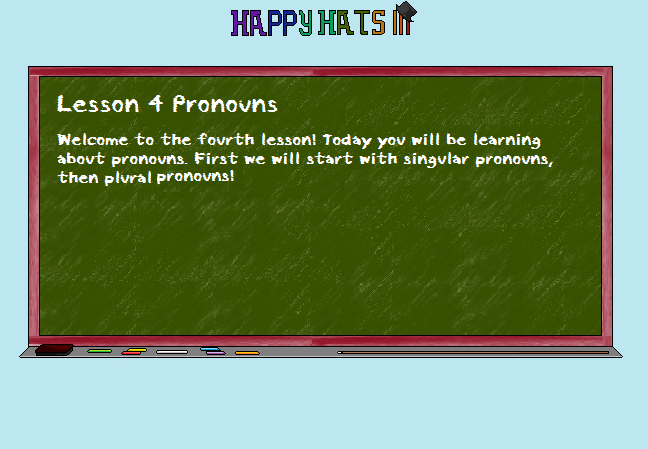 HAPPY HATS III
Lesson 4 Pronouns
Welcome to the fourth lesson! Today you will be learning
about pronouns. First we will start with singular pronouns,
then plural pronouns!